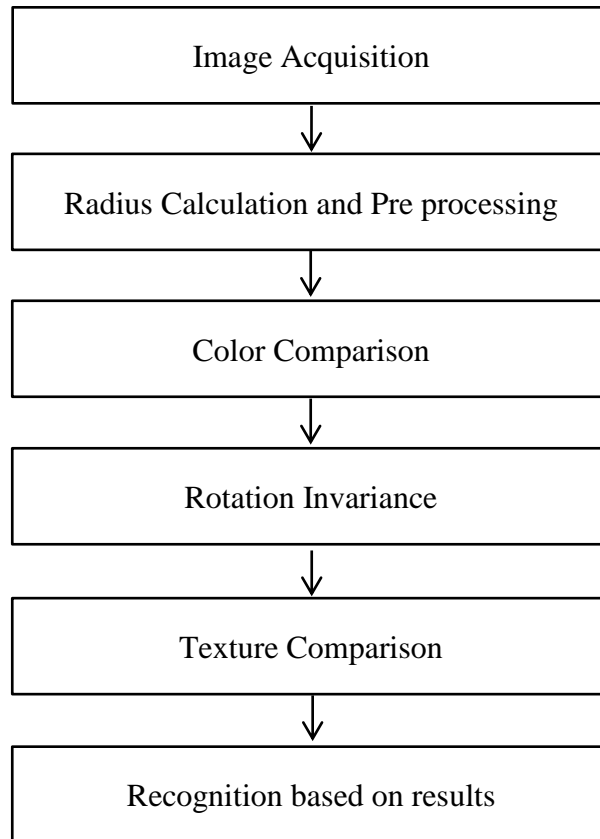 Image Acquisition
Radius Calculation and Pre processing
Color Comparison
Rotation Invariance
Texture Comparison
Recognition based on results